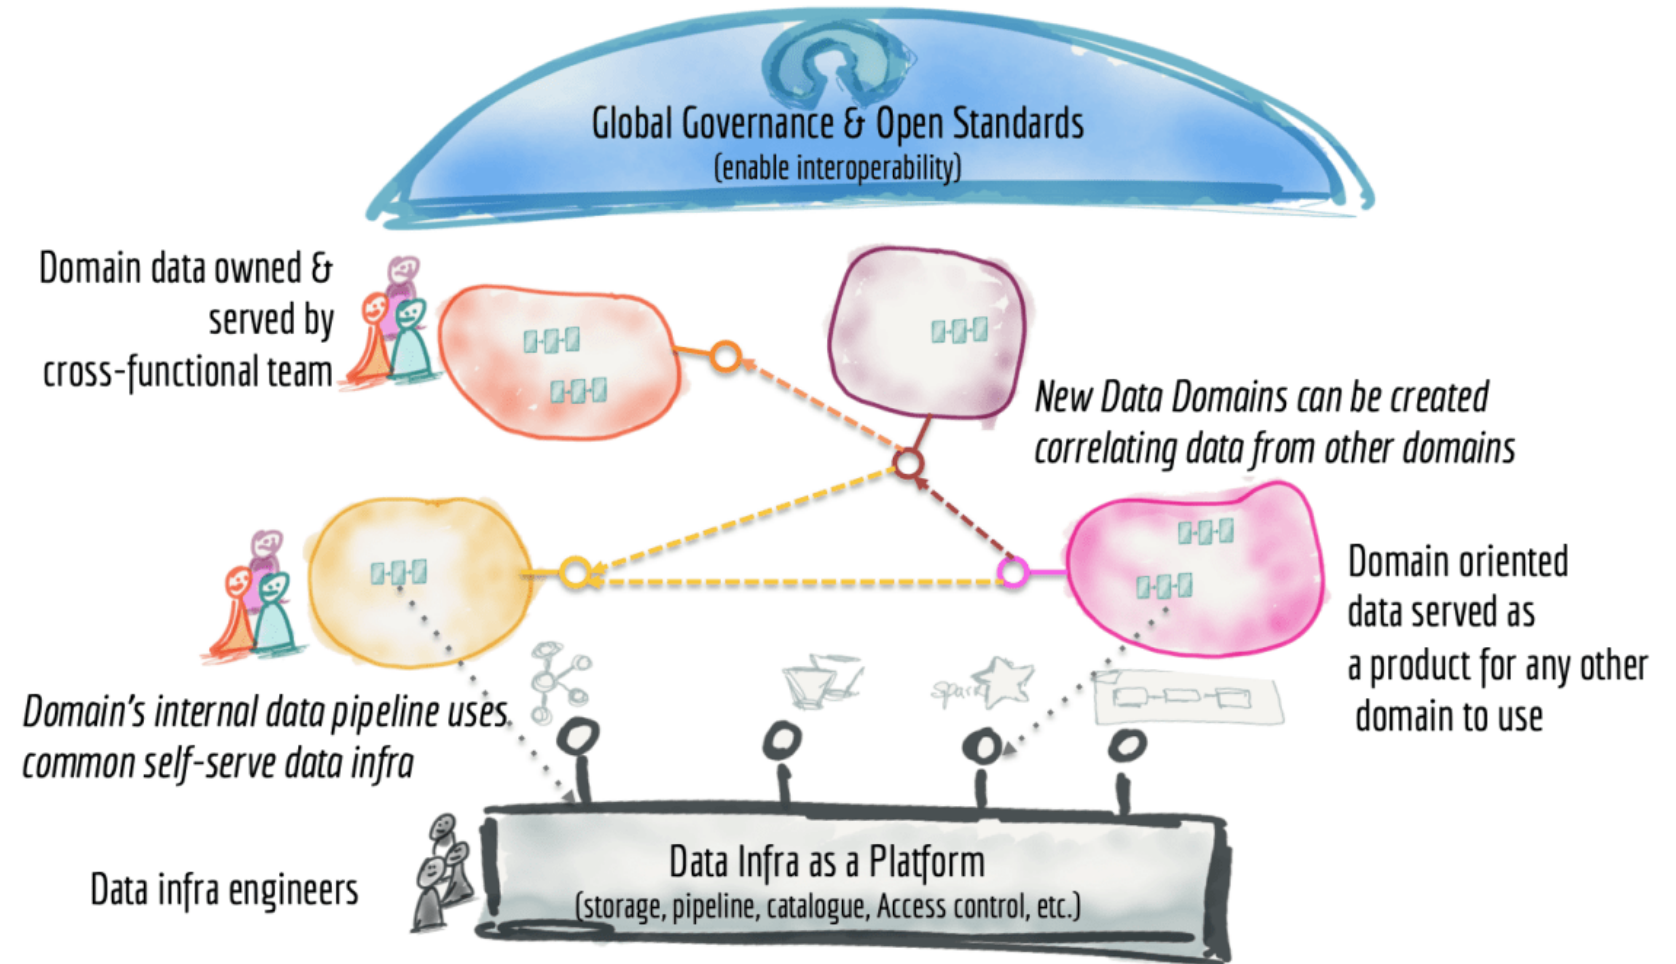 Global Governance & Open Standards
(enable interoperability)
Domain data owned &
served by
cross-functional team
New Data Domains can be created
correlating data from other domains
Domain oriented
data served as
a product for any other
domain to use
Spark
Domain's internal data pipeline uses
common self-serve data infra
Data infra engineers
Data Infra as a Platform
(storage, pipeline, catalogue, Access control, etc.)